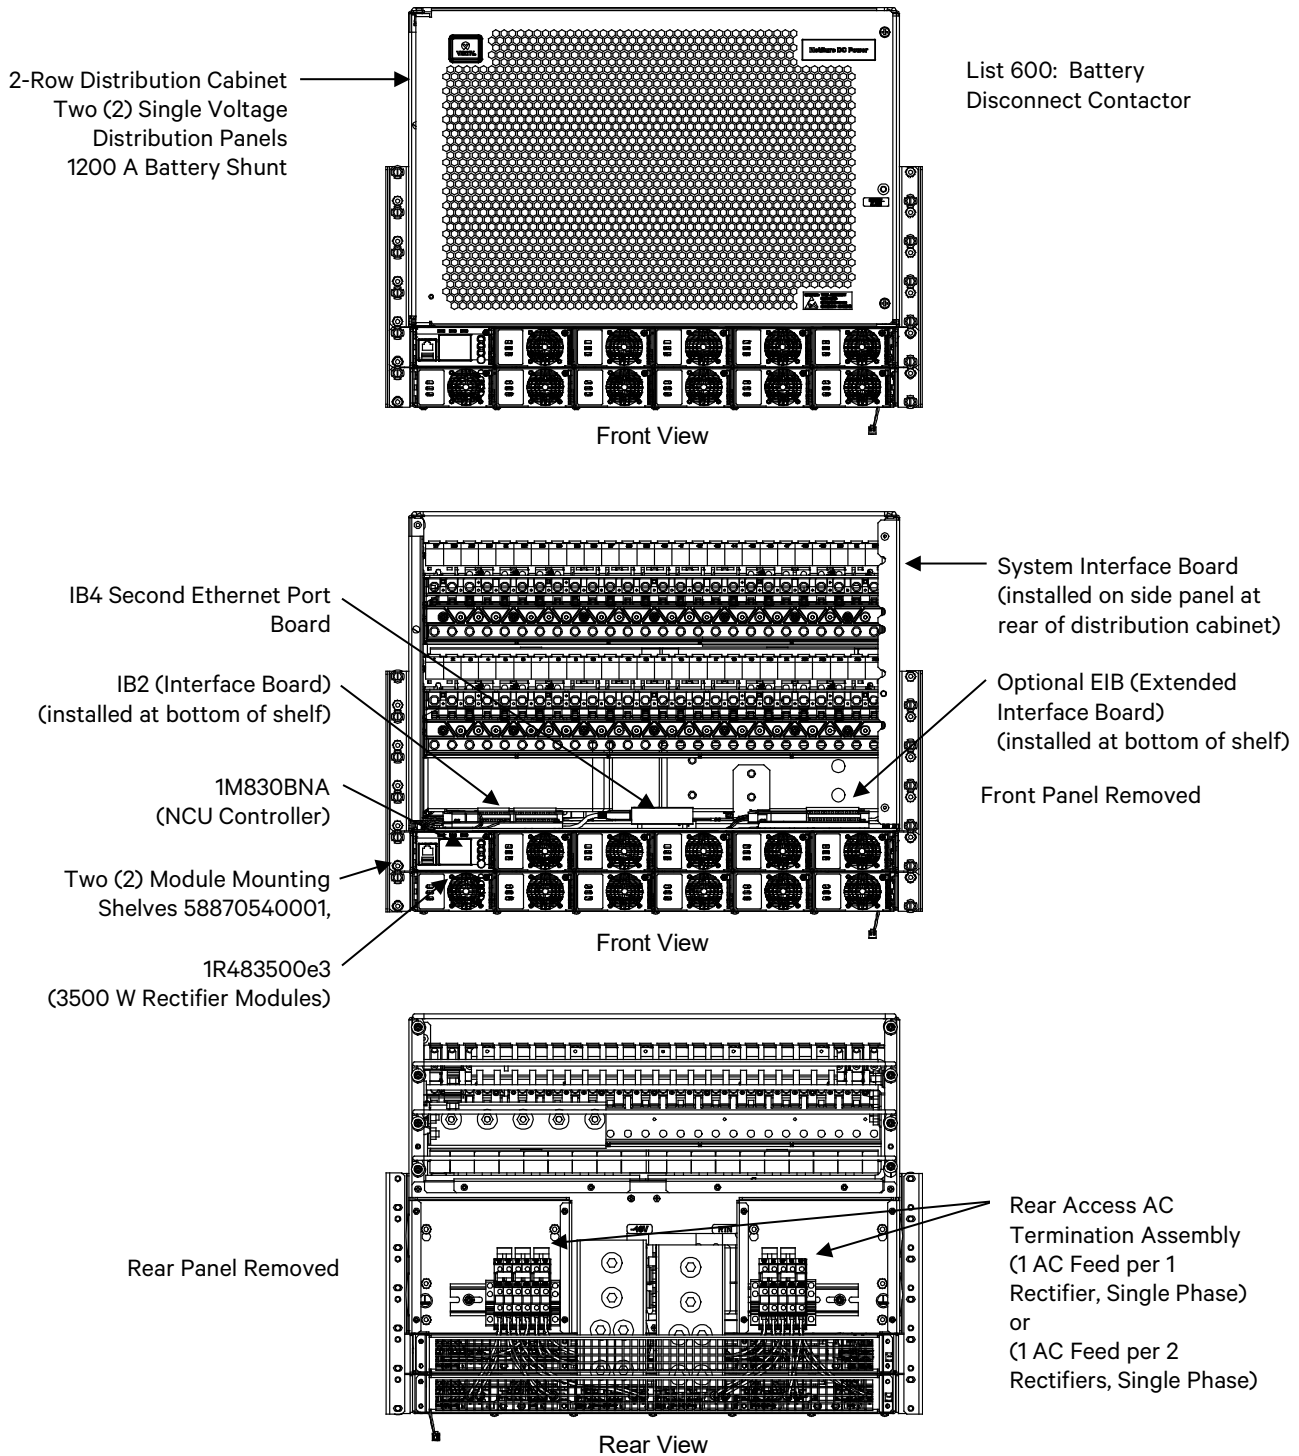 2-Row Distribution Cabinet
Two (2) Single Voltage
Distribution Panels
1200 A Battery Shunt
VERTIV.
NetSure DC Power
List 600:  Battery
Disconnect Contactor
Front View
IB4 Second Ethernet Port
Board
IB2 (Interface Board)
(installed at bottom of shelf)
1M830BNA
(NCU Controller)
Two (2) Module Mounting
Shelves 58870540001,
1R483500e3
(3500 W Rectifier Modules)
System Interface Board
(installed on side panel at
rear of distribution cabinet)
Optional EIB (Extended
Interface Board)
(installed at bottom of shelf)
Front Panel Removed
Front View
Rear Panel Removed
-48V
RTN
Rear Access AC
Termination Assembly
(1 AC Feed per 1
Rectifier, Single Phase)
or
(1 AC Feed per 2
Rectifiers, Single Phase)
Rear View